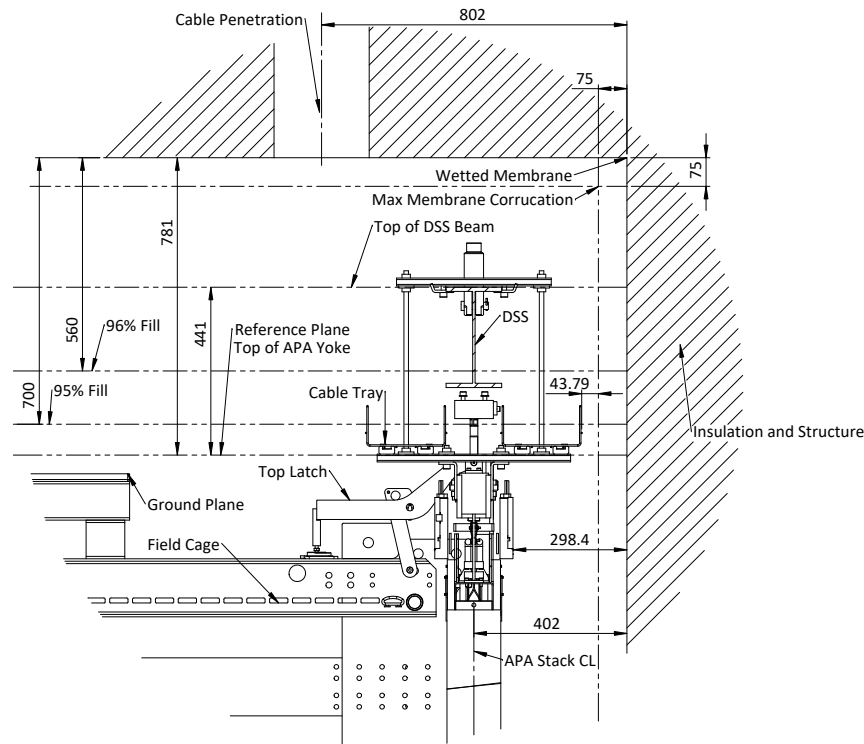 Cable Penetration
802
75
Wetted Membrane
75
Max Membrane Corrucation
Top of DSS Beam
781
560
700
441
96% Fill
Reference Plane
Top of APA Yoke
DSS
95% Fill
Cable Tray
43.79
Insulation and Structure
Top Latch
Ground Plane
Field Cage
298.4
402
APA Stack CL